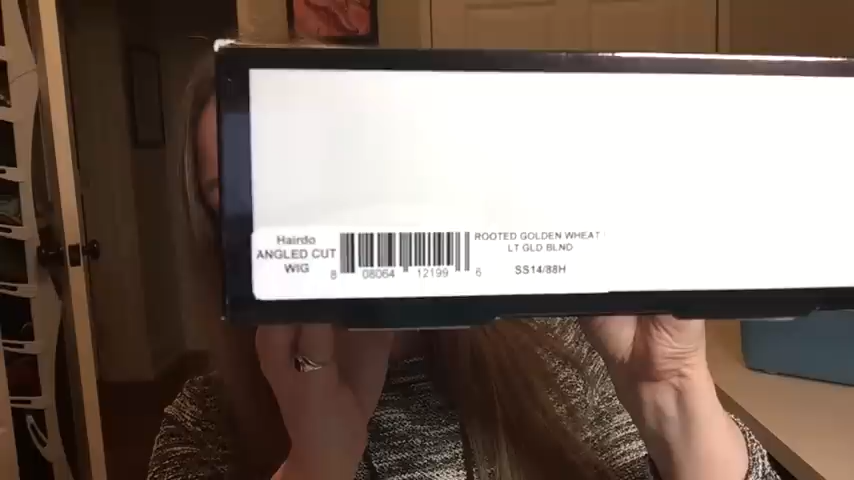 Hairdo
ANGLED CUT
WIG
8 08064 12199 6
ROOTED GOLDEN WHEAT
LT GLD BLND
SS14/88H